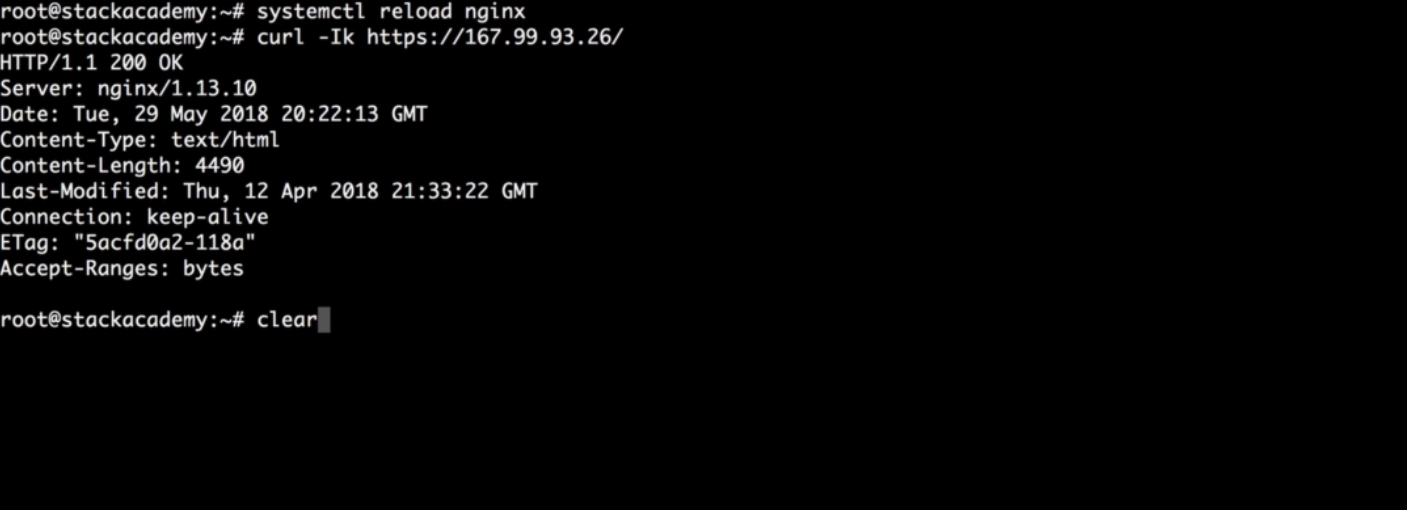 root@stackacademy:~# systemctl reload nginx
root@stackacademy:~# curl -Ik https://167.99.93.26/
HTTP/1.1 200 OK
Server: nginx/1.13.10
Date: Tue, 29 May 2018 20:22:13 GMT
Content-Type: text/html
Content-Length: 4490
Last-Modified: Thu, 12 Apr 2018 21:33:22 GMT
Connection: keep-alive
ETag: "5acfd0a2-118a"
Accept-Ranges: bytes
root@stackacademy:~# clear